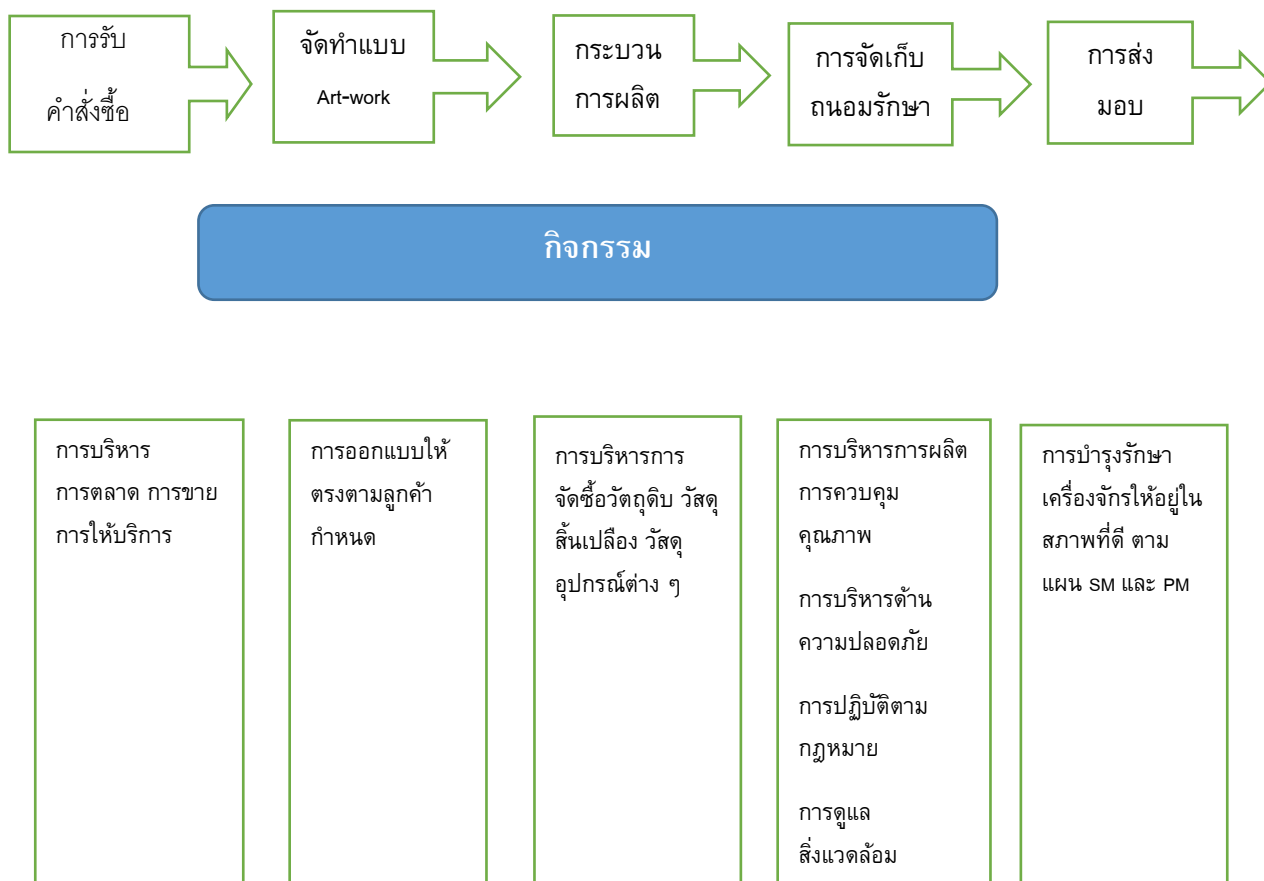 การรับ
คำสั่งซื้อ
จัดทำแบบ
Art-work
กระบวน
การผลิต
การจัดเก็บ
ถนอมรักษา
การส่ง
มอบ
กิจกรรม
การบริหาร
การตลาด การขาย
การให้บริการ
การออกแบบให้
ตรงตามลูกค้า
กำหนด
การบริหารการ
จัดซื้อวัตถุดิบ วัสดุ
สิ้นเปลือง วัสดุ
อุปกรณ์ต่าง ๆ
การบริหารการผลิต
การควบคุม
คุณภาพ
การบริหารด้าน
ความปลอดภัย
การปฏิบัติตาม
กฎหมาย
การดูแล
สิ่งแวดล้อม
การบำรุงรักษา
เครื่องจักรให้อยู่ใน
สภาพที่ดี ตาม
แผน SM และ PM